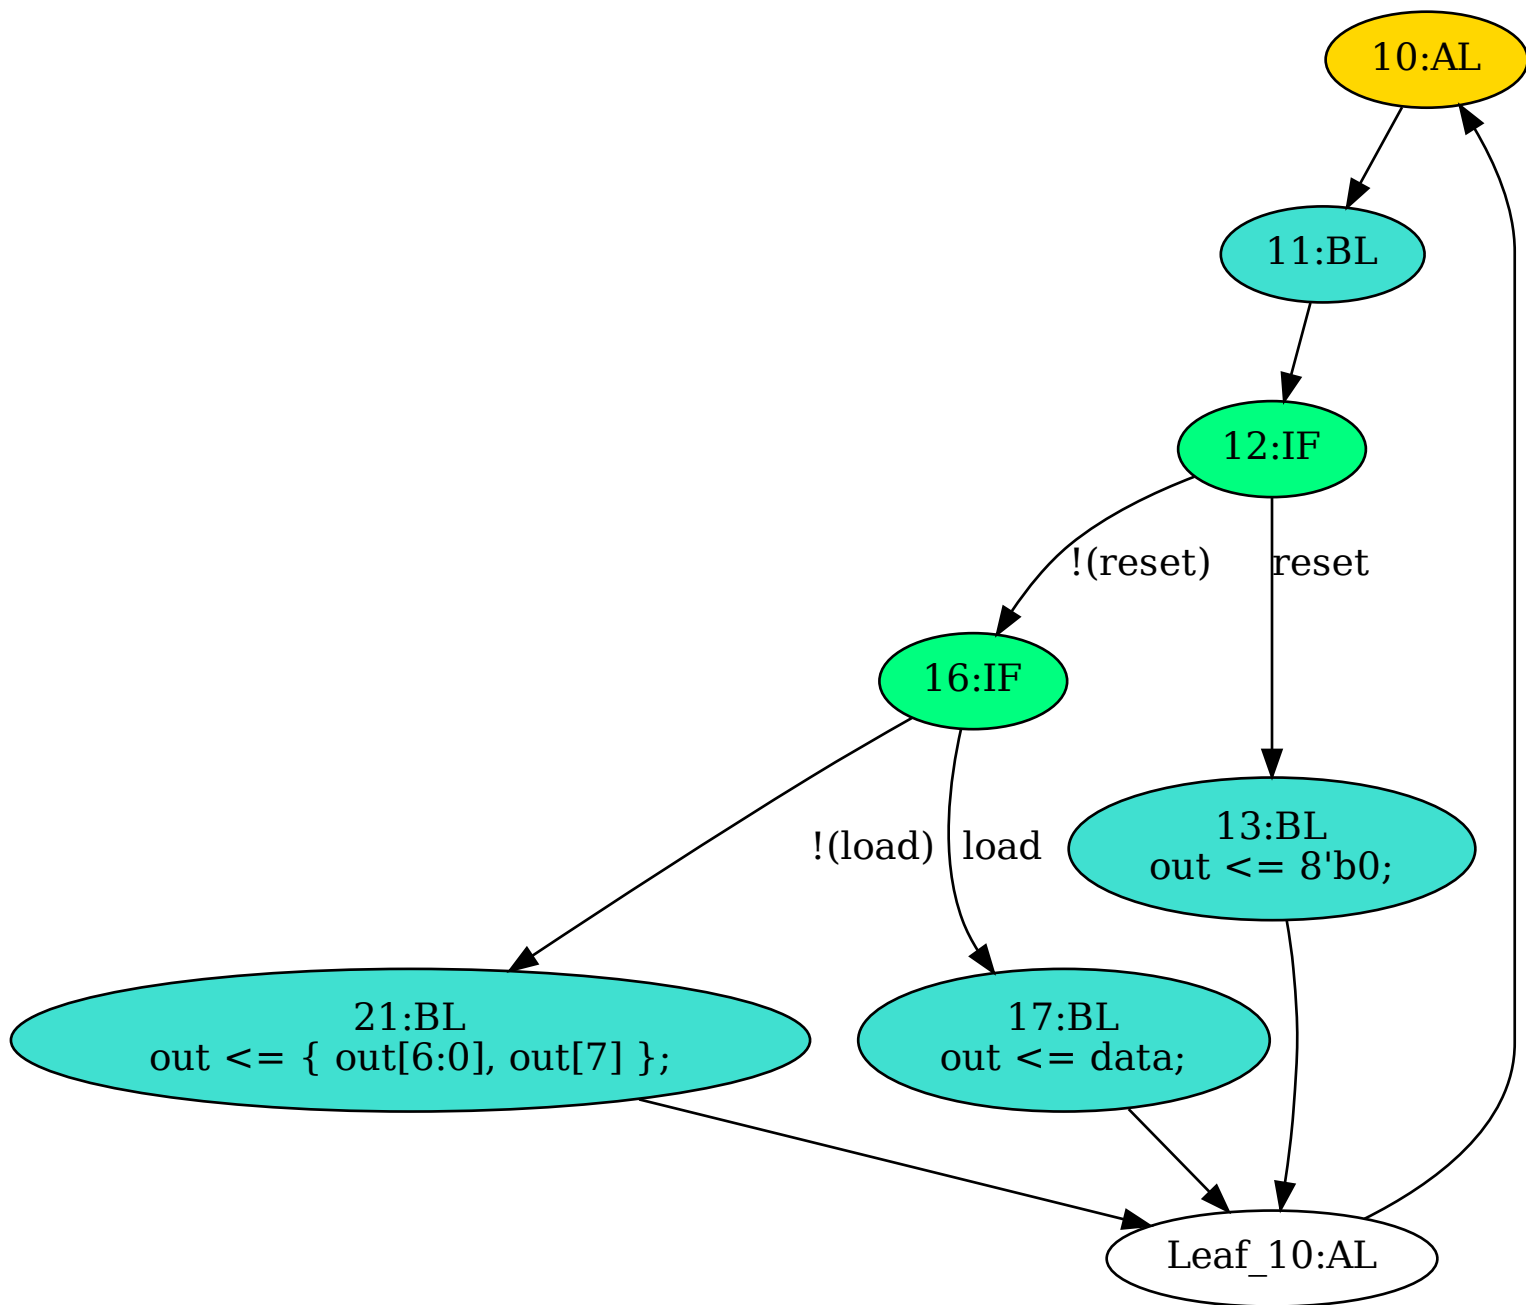 10:AL
11:BL
12:IF
!(reset)
reset
16:IF
13:BL
out <= 8'b0;
!(load)
load
21:BL
out <= { out[6:0], out[7] };
17:BL
out <= data;
Leaf_10:AL